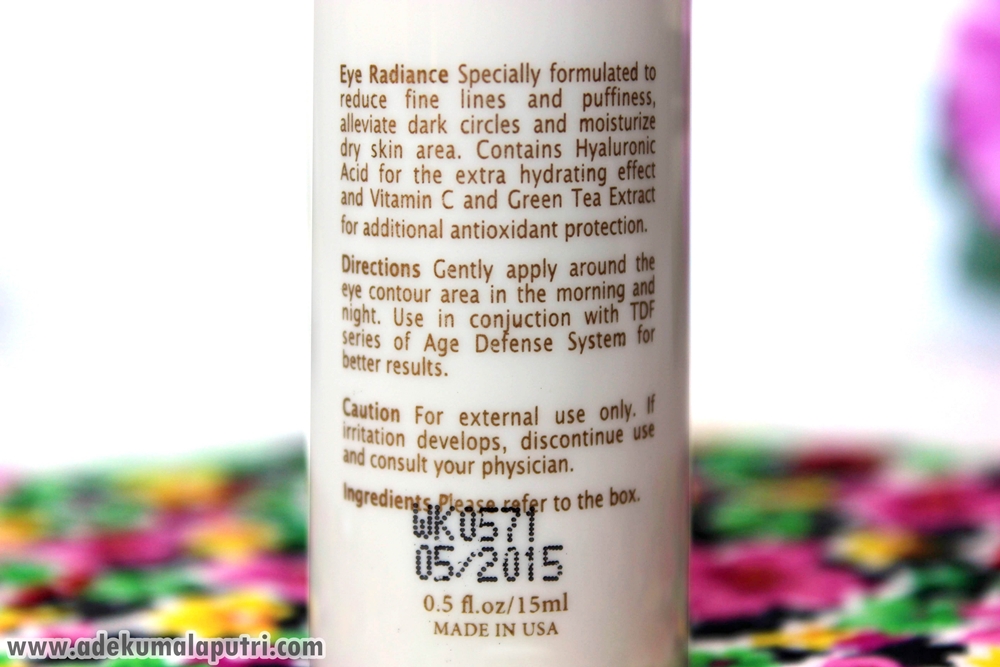 Eye Radiance Specially formulated to
reduce fine lines and puffiness,
alleviate dark circles and moisturize
dry skin area. Contains Hyaluronic
Acid for the extra hydrating effect
and Vitamin C and Green Tea Extract
for additional antioxidant protection.
Directions Gently apply around the
eye contour area in the morning and
night. Use in conjuction with TDF
series of Age Defense System for
better results.
Caution For external use only. If
irritation develops, discontinue use
and consult your physician.
Ingredients Please refer to the box.
WK0571
05/2015
0.5 fl.oz/15ml
MADE IN USA
www.adekumalaputri.com